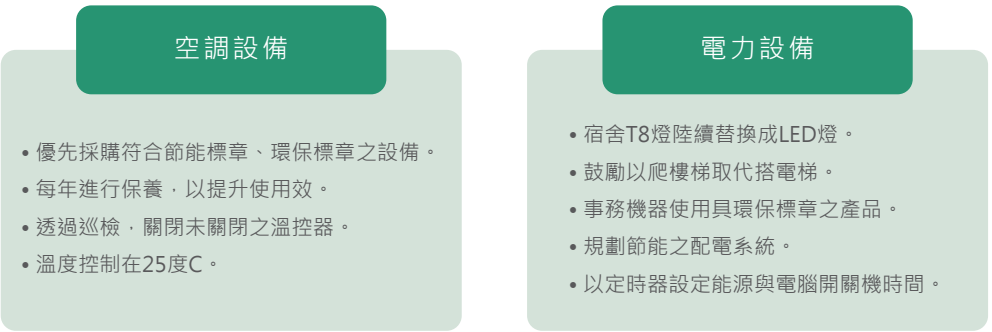 空調設備
• 優先採購符合節能標章、環保標章之設備。
• 每年進行保養，以提升使用效。
• 透過巡檢，關閉未關閉之溫控器。
• 溫度控制在25度C。
電力設備
• 宿舍T8燈陸續替換成LED燈。
• 鼓勵以爬樓梯取代搭電梯。
• 事務機器使用具環保標章之產品。
• 規劃節能之配電系統。
• 以定時器設定能源與電腦開關機時間。